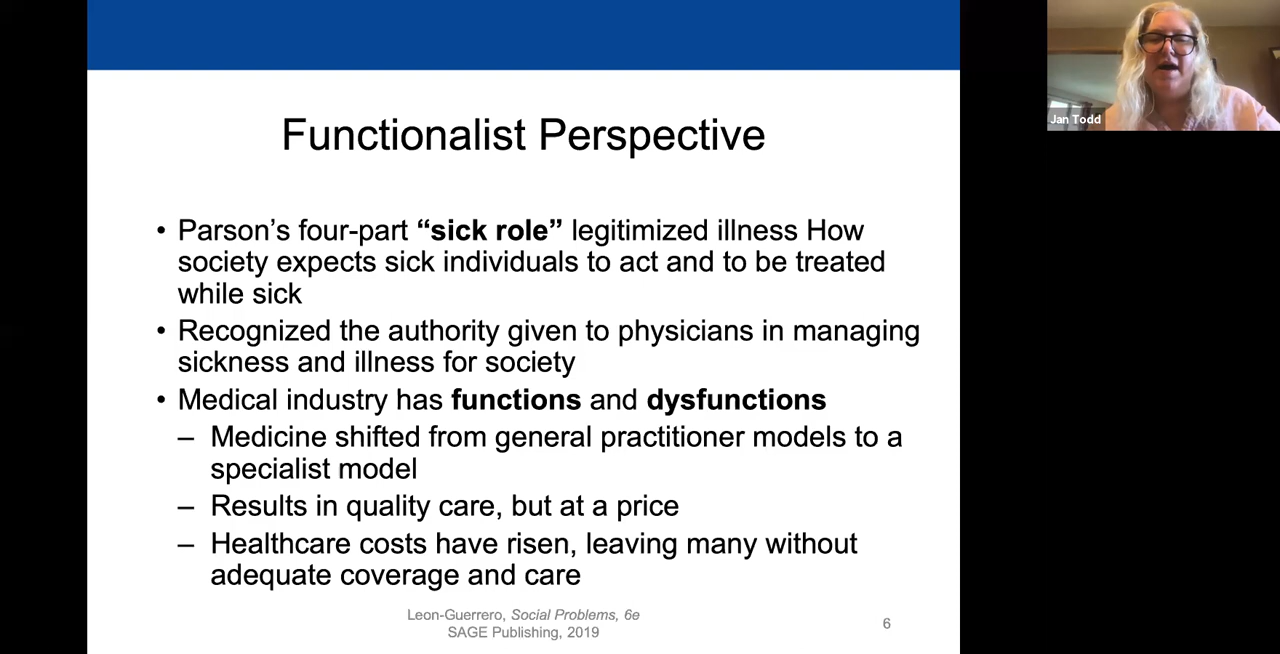 Functionalist Perspective
• Parson’s four-part “sick role” legitimized illness How
society expects sick individuals to act and to be treated
while sick
• Recognized the authority given to physicians in managing
sickness and illness for society
• Medical industry has functions and dysfunctions
– Medicine shifted from general practitioner models to a
specialist model
– Results in quality care, but at a price
– Healthcare costs have risen, leaving many without
adequate coverage and care
Leon-Guerrero, Social Problems, 6e
SAGE Publishing, 2019
6
Jan Todd